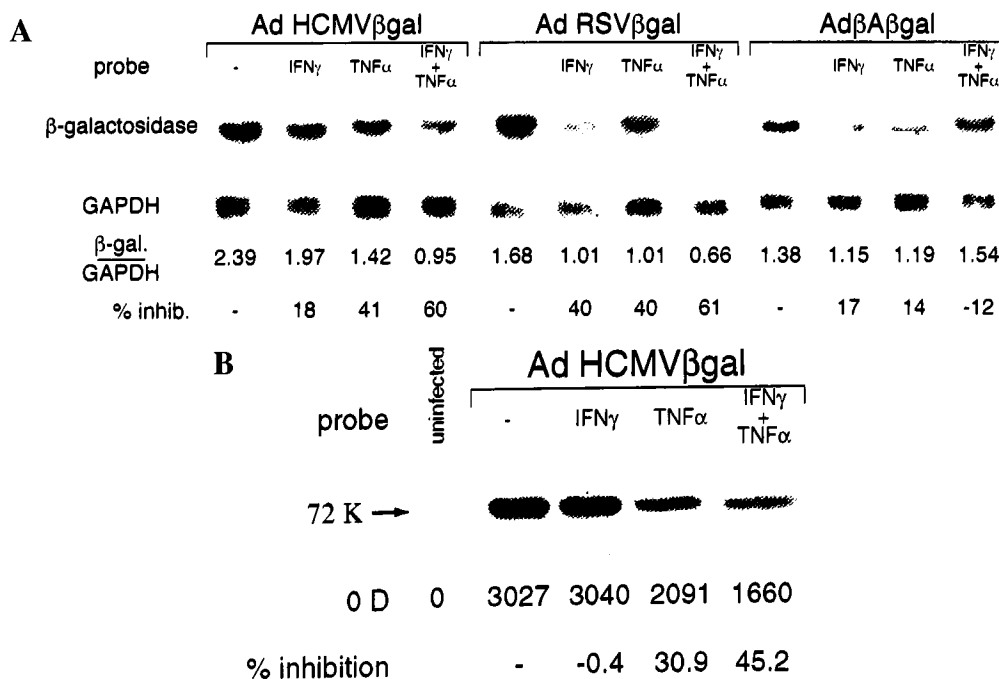 A
Ad HCMVβgal Ad RSVβgal AdβAβgal
probe - IFNγ TNFα IFNγ + TNFα - IFNγ TNFα IFNγ + TNFα - IFNγ TNFα IFNγ + TNFα
β-galactosidase
GAPDH
β-gal. / GAPDH 2.39 1.97 1.42 0.95 1.68 1.01 1.01 0.66 1.38 1.15 1.19 1.54
% inhib. - 18 41 60 - 40 40 61 - 17 14 -12
B
Ad HCMVβgal
probe uninfected - IFNγ TNFα IFNγ + TNFα
72 K →
0 D 0 3027 3040 2091 1660
% inhibition - -0.4 30.9 45.2